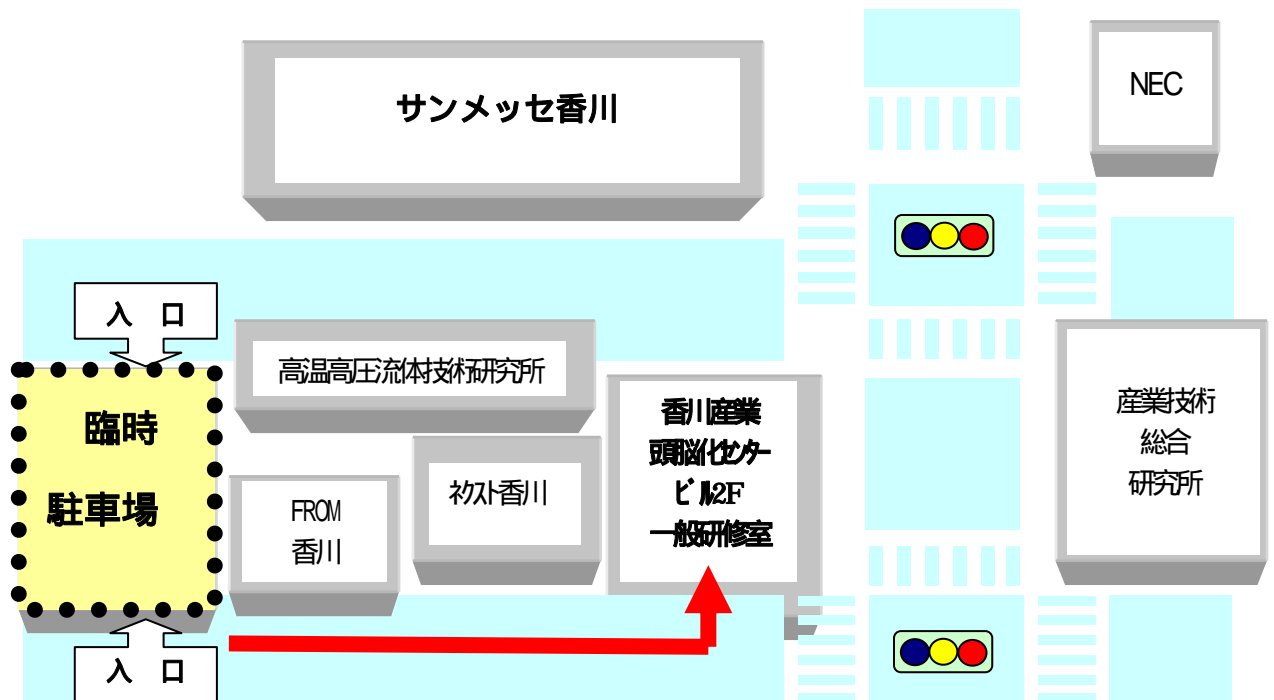 サンメッセ香川
NEC
入 口
高温高圧流体技術研究所
香川産業
頭脳化センター
ビル2F
一般研修室
産業技術
総合
研究所
臨時
駐車場
ネクスト香川
FROM
香川
入 口